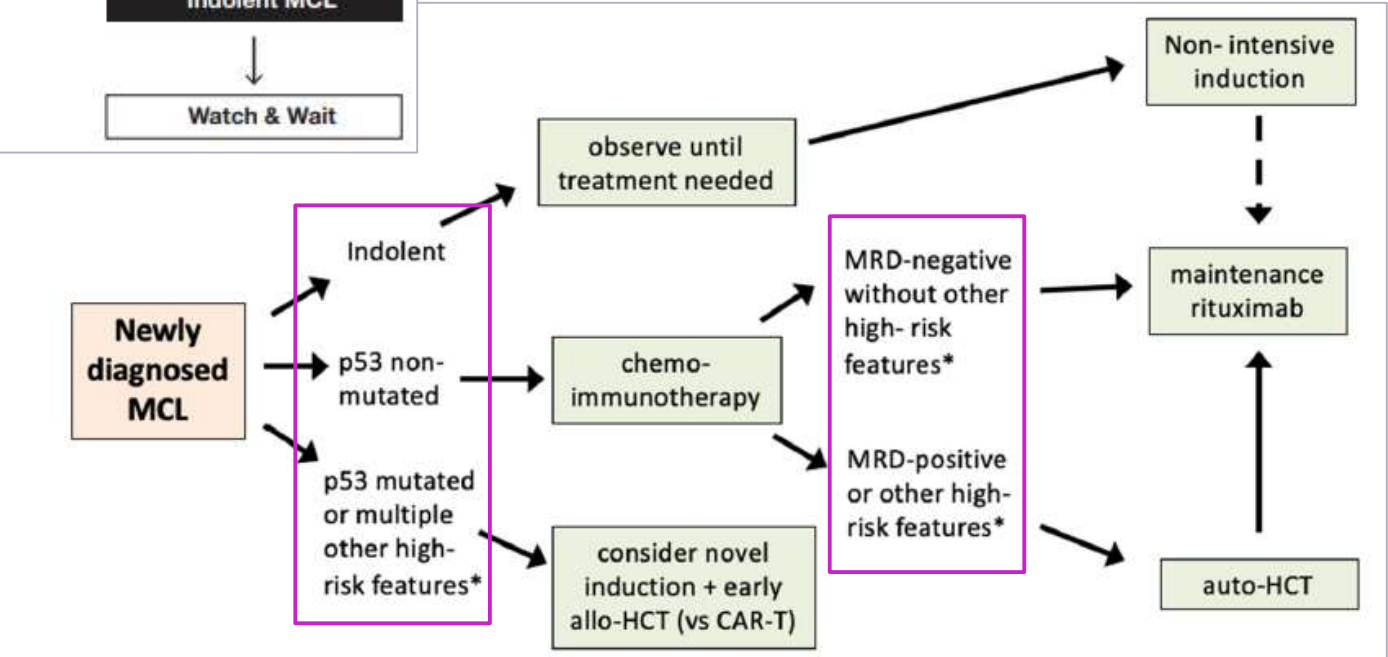 Indolent MCL
Watch & Wait
Newly
diagnosed
MCL
Indolent
p53 non-
mutated
p53 mutated
or multiple
other high-
risk features*
observe until
treatment needed
chemo-
immunotherapy
consider novel
induction + early
allo-HCT (vs CAR-T)
MRD-negative
without other
high- risk
features*
MRD-positive
or other high-
risk features*
Non- intensive
induction
maintenance
rituximab
auto-HCT